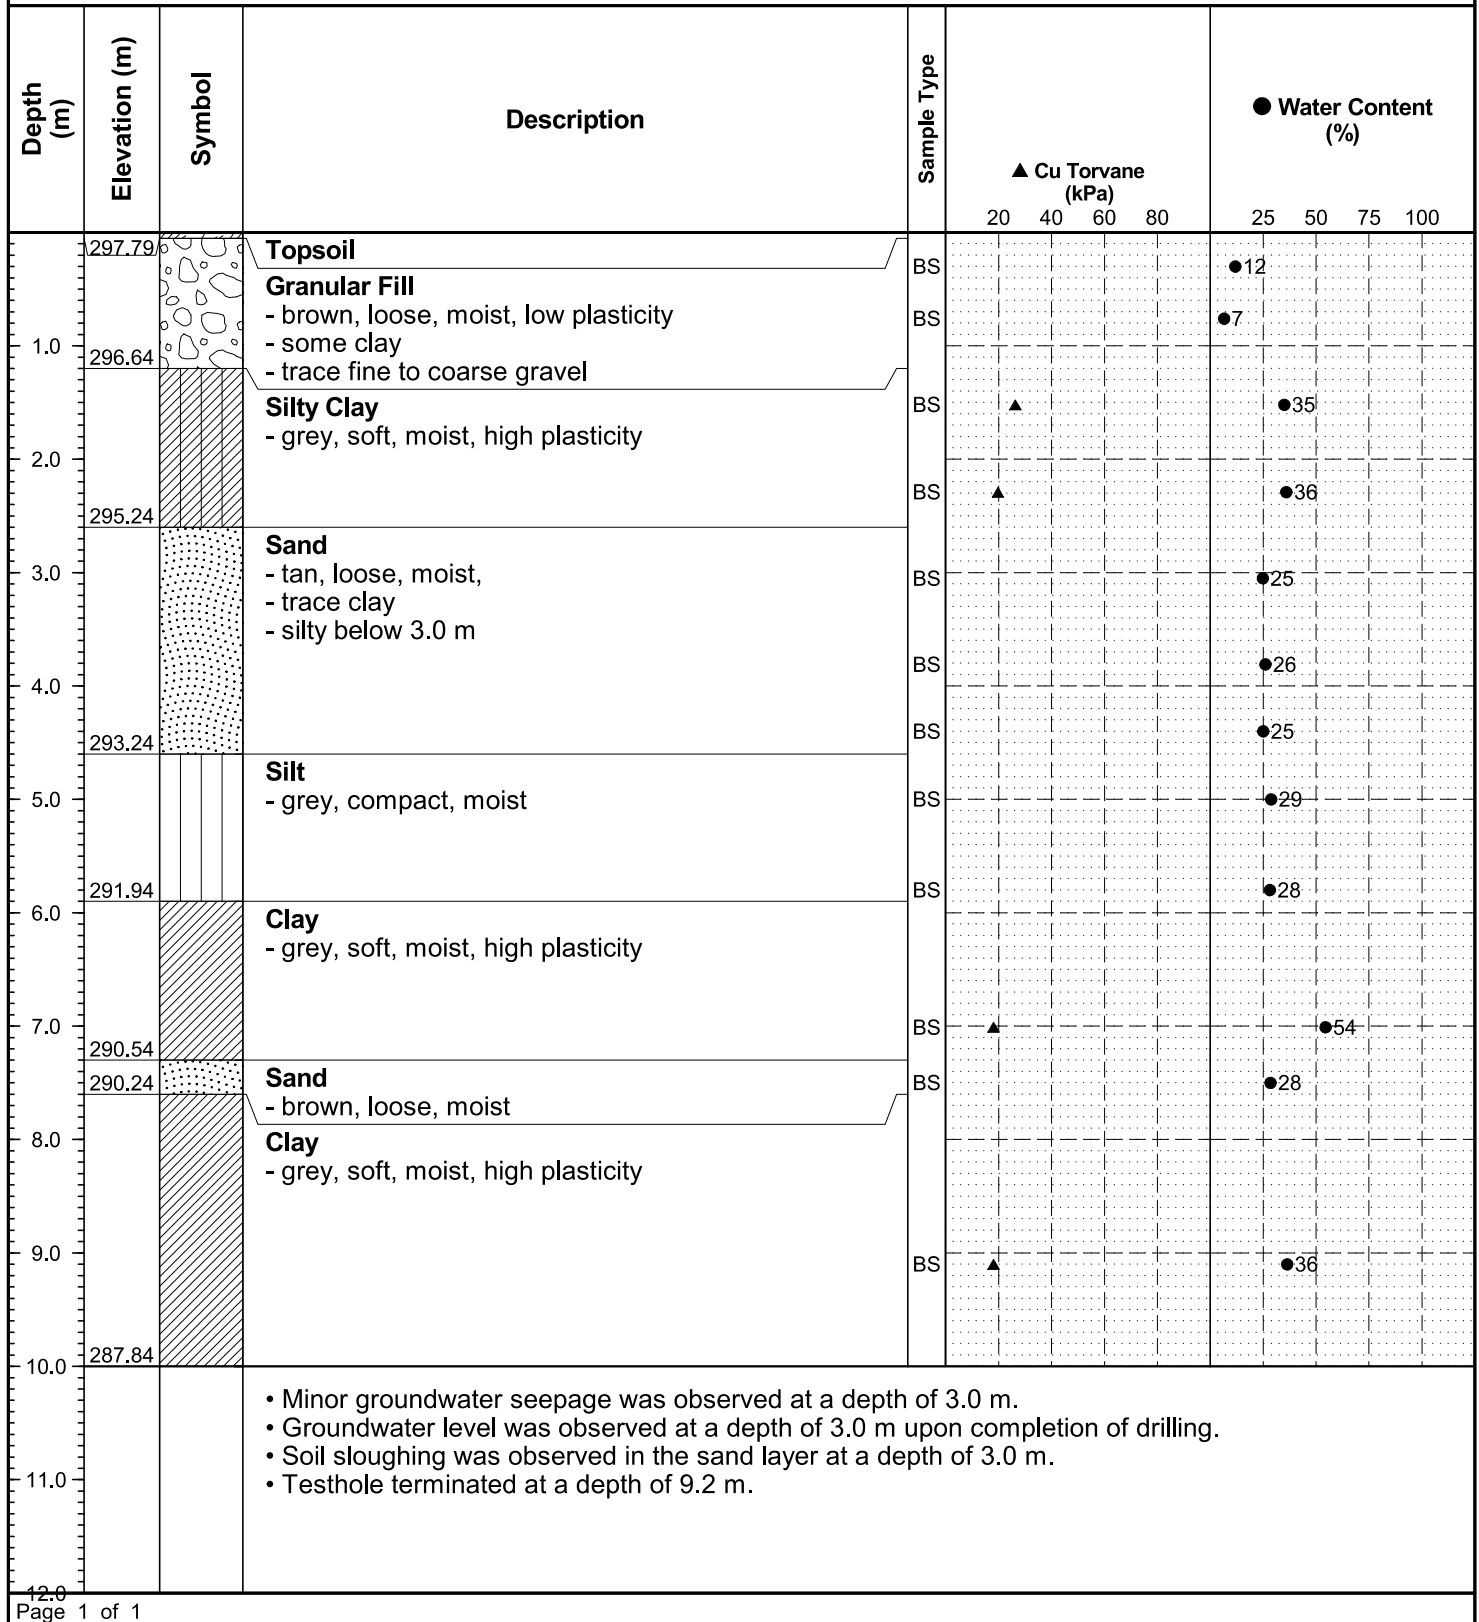 Depth
(m)
Elevation (m)
Symbol
Description
Sample Type
▲ Cu Torvane
(kPa)
20 40 60 80
● Water Content
(%)
25 50 75 100
297.79
Topsoil
BS
12
Granular Fill
- brown, loose, moist, low plasticity
BS
7
- some clay
1.0
296.64
- trace fine to coarse gravel
Silty Clay
BS
35
- grey, soft, moist, high plasticity
2.0
BS
36
295.24
Sand
- tan, loose, moist,
3.0
BS
25
- trace clay
- silty below 3.0 m
BS
26
4.0
BS
25
293.24
Silt
- grey, compact, moist
5.0
BS
29
BS
28
291.94
6.0
Clay
- grey, soft, moist, high plasticity
7.0
BS
54
290.54
Sand
290.24
BS
28
- brown, loose, moist
8.0
Clay
- grey, soft, moist, high plasticity
9.0
BS
36
287.84
10.0
• Minor groundwater seepage was observed at a depth of 3.0 m.
• Groundwater level was observed at a depth of 3.0 m upon completion of drilling.
• Soil sloughing was observed in the sand layer at a depth of 3.0 m.
11.0
• Testhole terminated at a depth of 9.2 m.
12.0
Page 1 of 1